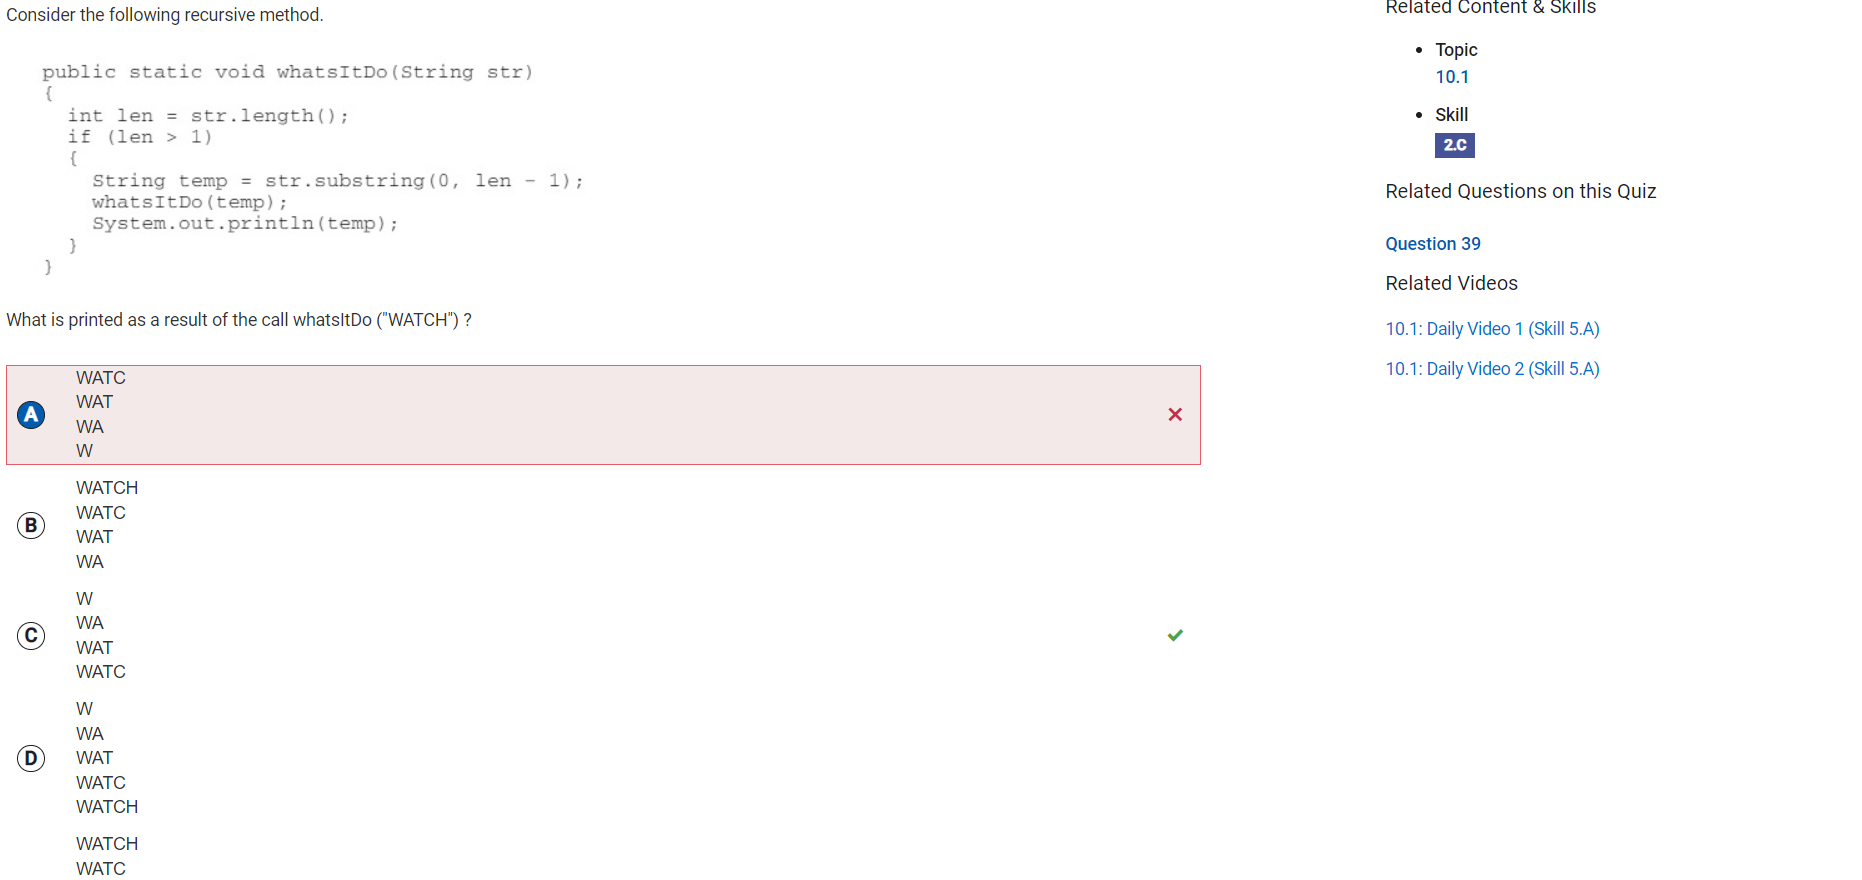 Consider the following recursive method.
public static void whatsItDo(String str)
{
int len = str.length();
if (len > 1)
{
String temp = str.substring(0, len - 1);
whatsItDo(temp);
System.out.println(temp);
}
}
What is printed as a result of the call whatsItDo ("WATCH") ?
A
WATC
WAT
WA
W
B
WATCH
WATC
WAT
WA
C
W
WA
WAT
WATC
D
W
WA
WAT
WATC
WATCH
WATCH
WATC
Related Content & Skills
Topic
10.1
Skill
2.C
Related Questions on this Quiz
Question 39
Related Videos
10.1: Daily Video 1 (Skill 5.A)
10.1: Daily Video 2 (Skill 5.A)